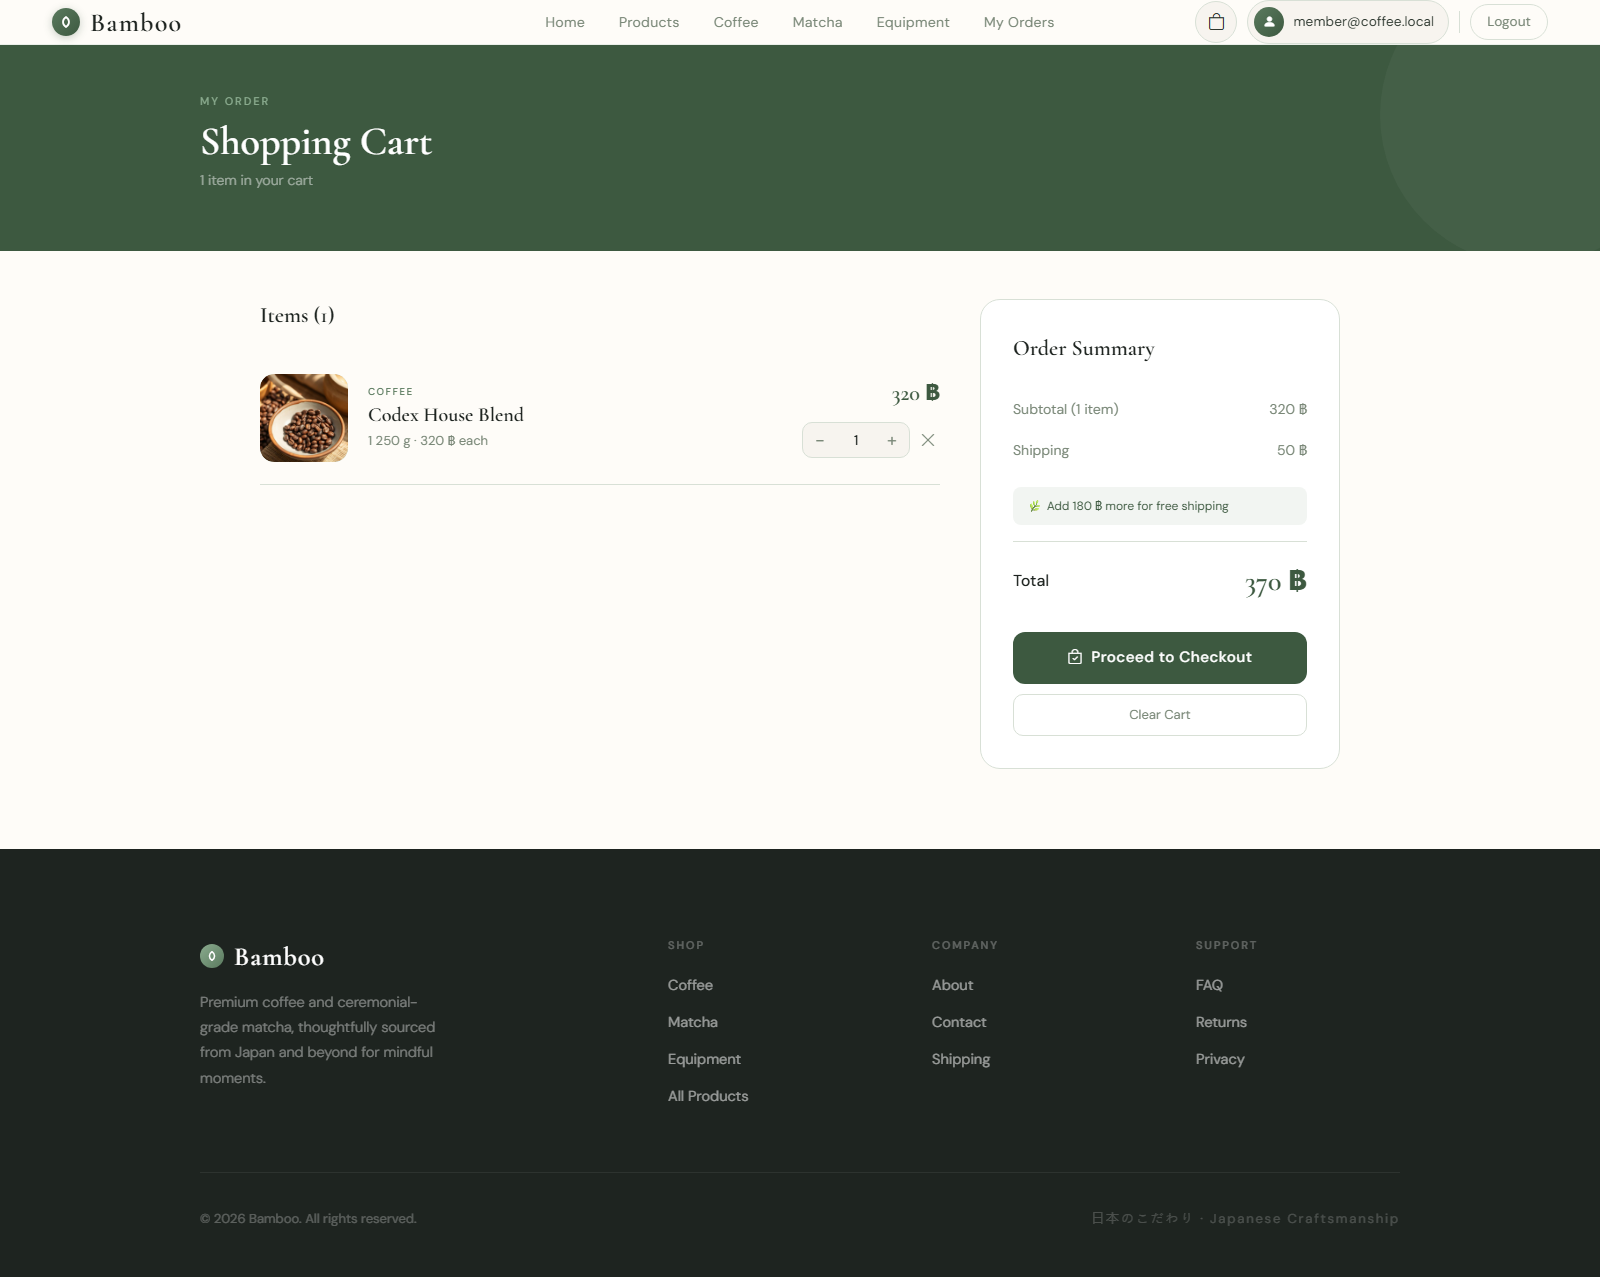 Bamboo
Home
Products
Coffee
Matcha
Equipment
My Orders
member@coffee.local
Logout
MY ORDER
Shopping Cart
1 item in your cart
Items (1)
COFFEE
Codex House Blend
1 250 g · 320 ฿ each
320 ฿
− 1 +
Order Summary
Subtotal (1 item) 320 ฿
Shipping 50 ฿
Add 180 ฿ more for free shipping
Total 370 ฿
Proceed to Checkout
Clear Cart
Bamboo
Premium coffee and ceremonial-
grade matcha, thoughtfully sourced
from Japan and beyond for mindful
moments.
SHOP
Coffee
Matcha
Equipment
All Products
COMPANY
About
Contact
Shipping
SUPPORT
FAQ
Returns
Privacy
© 2026 Bamboo. All rights reserved.
日本のこだわり · Japanese Craftsmanship